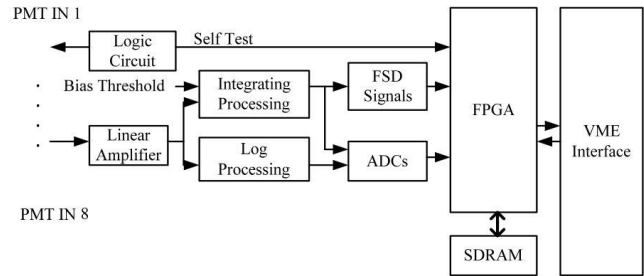 PMT IN 1
Logic
Circuit
Self Test
Bias Threshold
Integrating
Processing
FSD
Signals
FPGA
VME
Interface
Linear
Amplifier
Log
Processing
ADCs
PMT IN 8
SDRAM